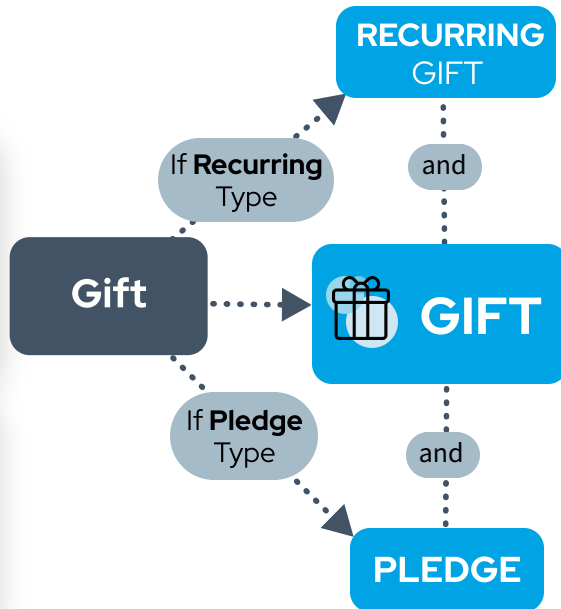 RECURRING
GIFT
and
If Recurring
Type
Gift
GIFT
If Pledge
Type
and
PLEDGE